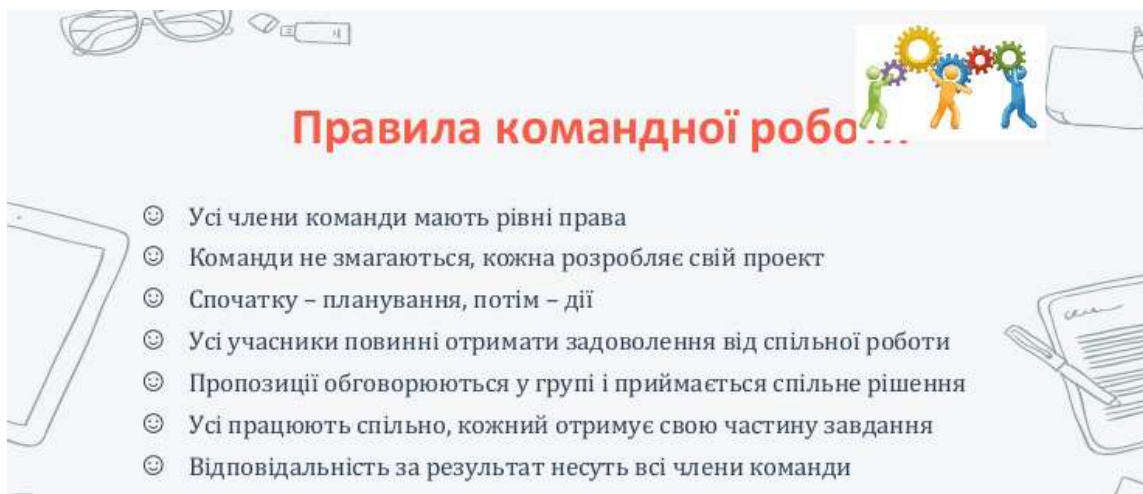 Правила командної робо
Усі члени команди мають рівні права
Команди не змагаються, кожна розробляє свій проект
Спочатку – планування, потім – дії
Усі учасники повинні отримати задоволення від спільної роботи
Пропозиції обговорюються у групі і приймається спільне рішення
Усі працюють спільно, кожний отримує свою частину завдання
Відповідальність за результат несуть всі члени команди